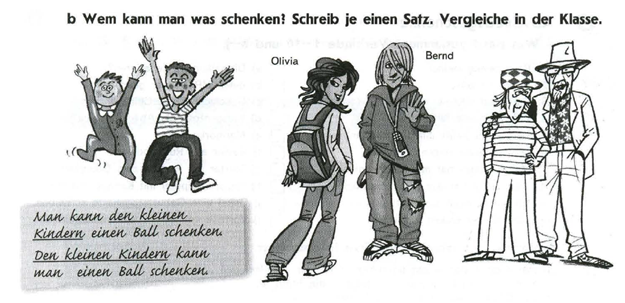 b Wem kann man was schenken? Schreib je einen Satz. Vergleiche in der Klasse.
Olivia
Bernd
Man kann den kleinen
Kindern einen Ball schenken.
Den kleinen Kindern kann
man einen Ball schenken.